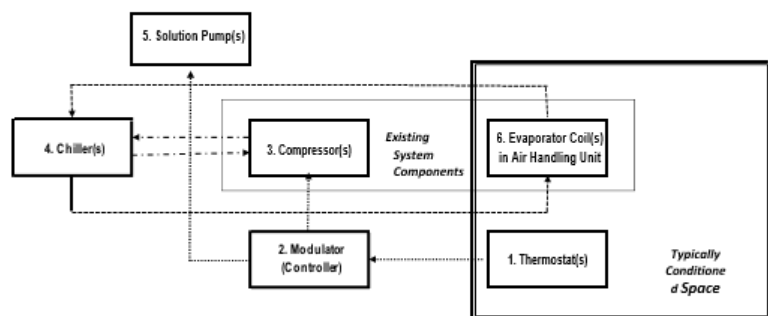 5. Solution Pump(s)
4. Chiller(s)
3. Compressor(s)
Existing
System
Components
6. Evaporator Coil(s)
in Air Handling Unit
2. Modulator
(Controller)
1. Thermostat(s)
Typically
Conditione
d Space